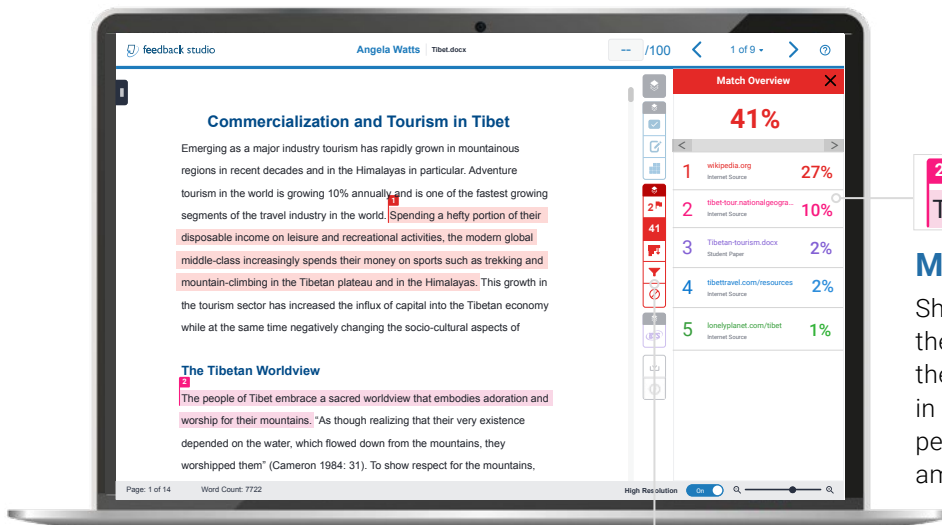 feedback studio
Angela Watts Tibet.docx
-- /100
1 of 9
Match Overview
41%
Commercialization and Tourism in Tibet
Emerging as a major industry tourism has rapidly grown in mountainous
regions in recent decades and in the Himalayas in particular. Adventure
tourism in the world is growing 10% annually and is one of the fastest growing
1
segments of the travel industry in the world. Spending a hefty portion of their
disposable income on leisure and recreational activities, the modern global
middle-class increasingly spends their money on sports such as trekking and
mountain-climbing in the Tibetan plateau and in the Himalayas. This growth in
the tourism sector has increased the influx of capital into the Tibetan economy
while at the same time negatively changing the socio-cultural aspects of
The Tibetan Worldview
2
The people of Tibet embrace a sacred worldview that embodies adoration and
worship for their mountains. “As though realizing that their very existence
depended on the water, which flowed down from the mountains, they
worshipped them” (Cameron 1984: 31). To show respect for the mountains,
2
41
1 wikipedia.org 27%
Internet Source
2 tibet-tour.nationalgeogra... 10%
Internet Source
3 Tibetan-tourism.docx 2%
Student Paper
4 tibettravel.com/resources 2%
Internet Source
5 lonelyplanet.com/tibet 1%
Internet Source
Page: 1 of 14 Word Count: 7722
High Resolution On
2
T
M
Sh
the
the
in
pe
am